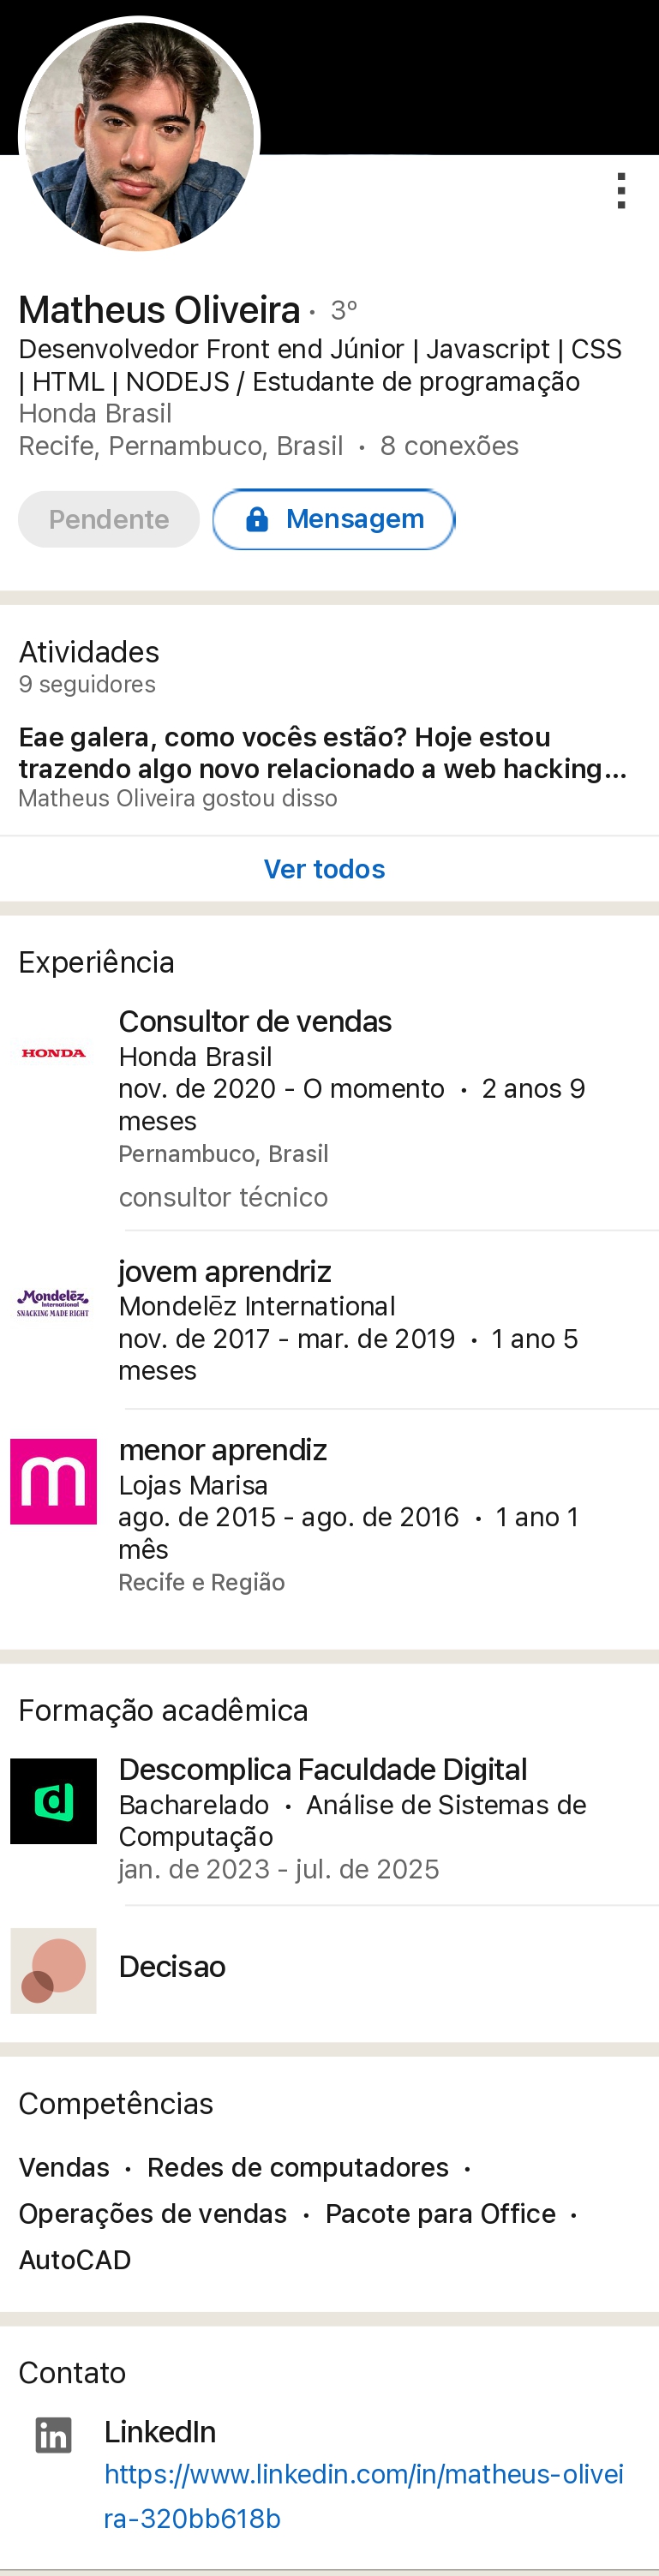 Matheus Oliveira · 3º
Desenvolvedor Front end Júnior | Javascript | CSS
| HTML | NODEJS / Estudante de programação
Honda Brasil
Recife, Pernambuco, Brasil · 8 conexões
Pendente
Mensagem
Atividades
9 seguidores
Eae galera, como vocês estão? Hoje estou
trazendo algo novo relacionado a web hacking...
Matheus Oliveira gostou disso
Ver todos
Experiência
HONDA
Consultor de vendas
Honda Brasil
nov. de 2020 - O momento · 2 anos 9
meses
Pernambuco, Brasil
consultor técnico
Mondelēz
International
SNACKING MADE RIGHT
jovem aprendriz
Mondelēz International
nov. de 2017 - mar. de 2019 · 1 ano 5
meses
m
menor aprendiz
Lojas Marisa
ago. de 2015 - ago. de 2016 · 1 ano 1
mês
Recife e Região
Formação acadêmica
d
Descomplica Faculdade Digital
Bacharelado · Análise de Sistemas de
Computação
jan. de 2023 - jul. de 2025
Decisao
Competências
Vendas · Redes de computadores ·
Operações de vendas · Pacote para Office ·
AutoCAD
Contato
in
LinkedIn
https://www.linkedin.com/in/matheus-olivei
ra-320bb618b